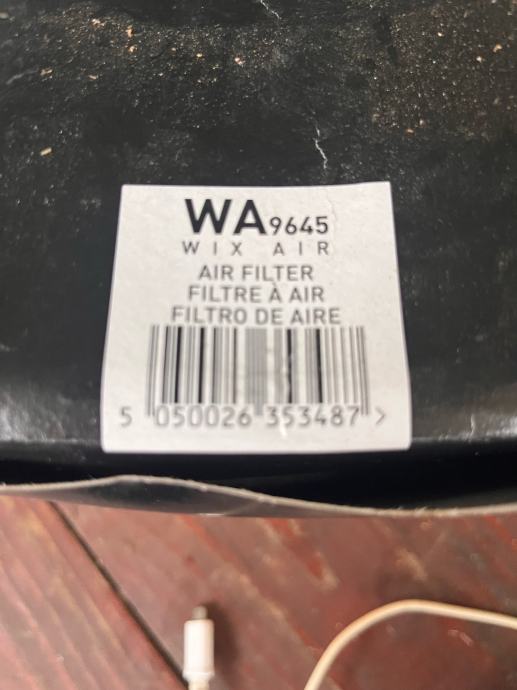 WA9645
WIX AIR
AIR FILTER
FILTRE À AIR
FILTRO DE AIRE
5 050026 353487 >